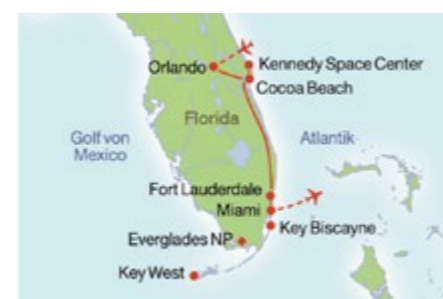 Orlando
Kennedy Space Center
Cocoa Beach
Florida
Golf von
Mexico
Atlantik
Fort Lauderdale
Miami
Key Biscayne
Everglades NP
Key West